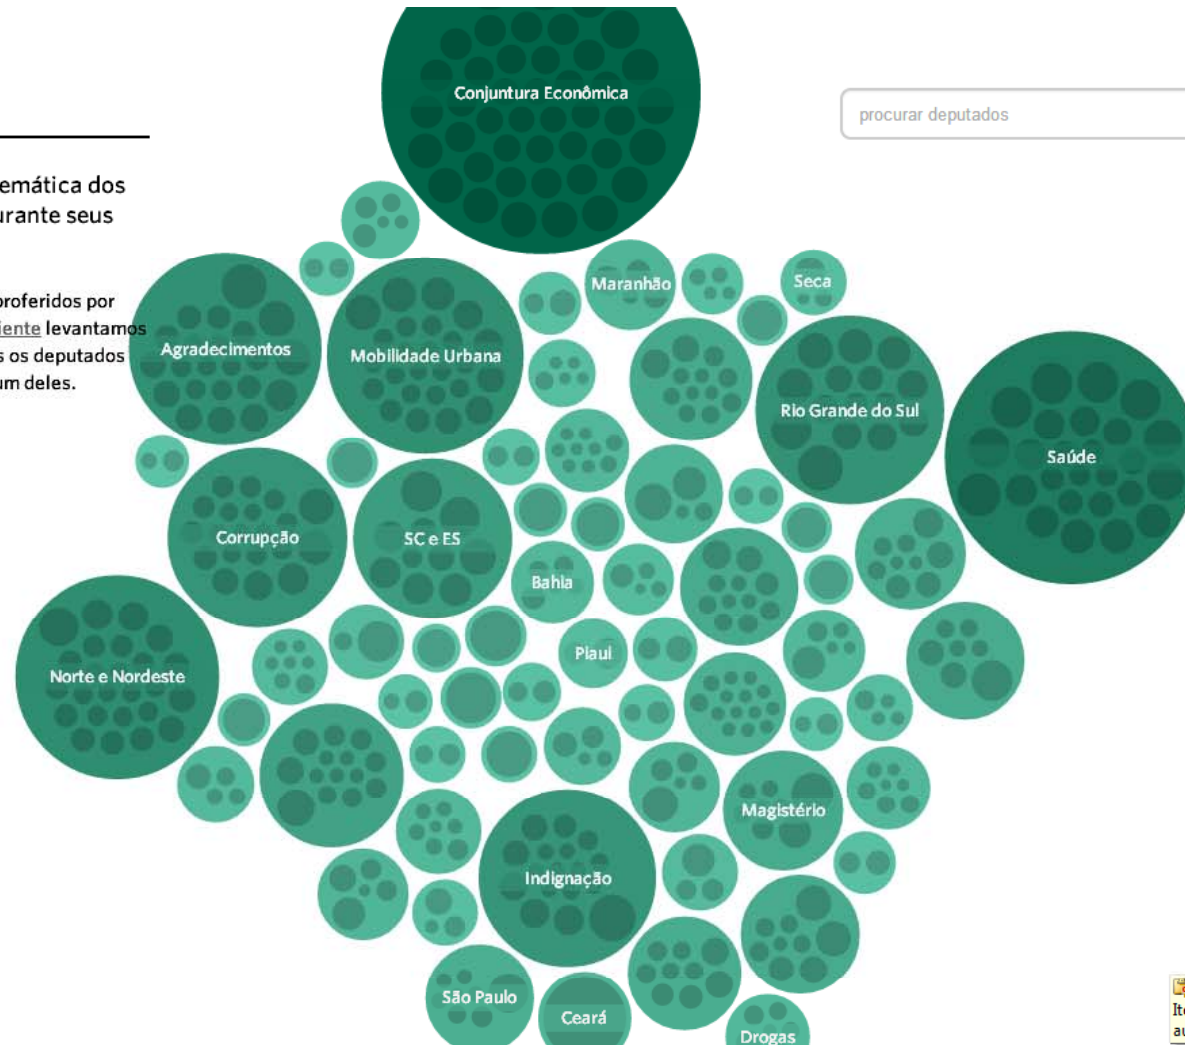 Conjuntura Econômica
procurar deputados
emática dos
urante seus
proferidos por
iente levantamos
s os deputados
um deles.
Maranhão
Seca
Agradecimentos
Mobilidade Urbana
Rio Grande do Sul
Saúde
Corrupção
SC e ES
Bahia
Piauí
Norte e Nordeste
Magistério
Indignação
São Paulo
Ceará
Drogas
Ite
au